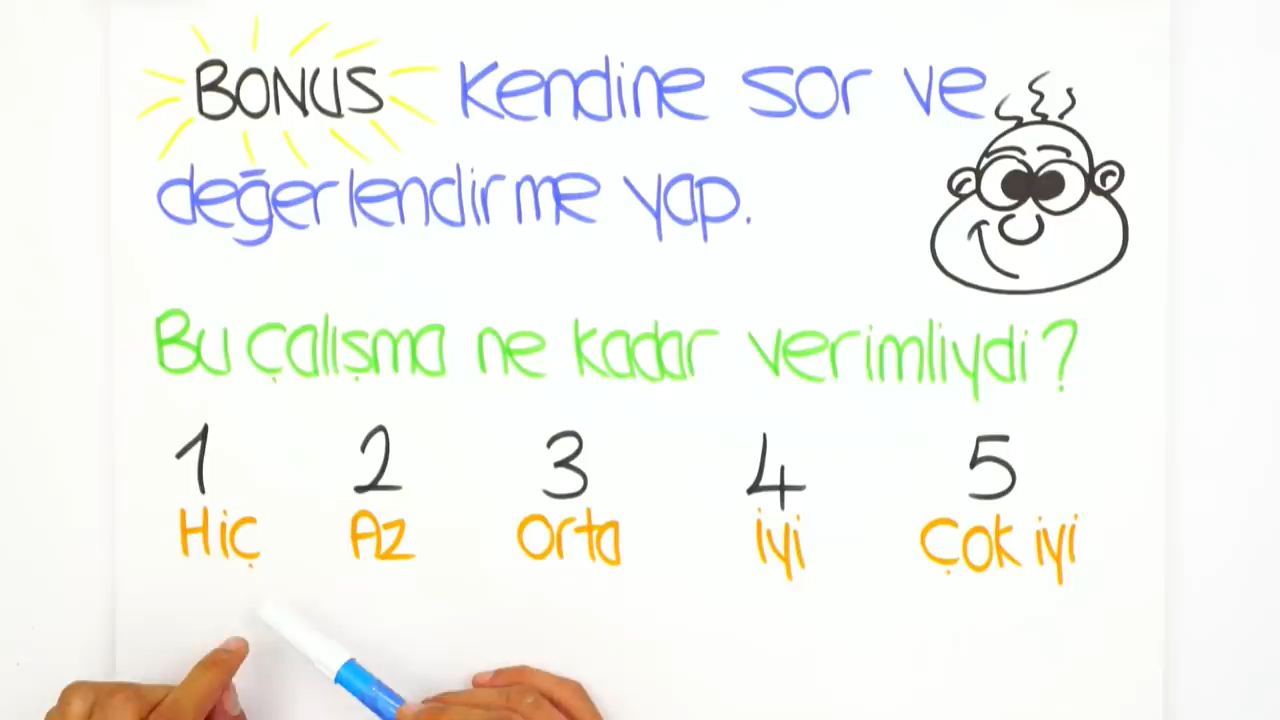 BONUS Kendine sor ve
değerlendirme yap.
Bu çalışma ne kadar verimliydi?
1 2 3 4 5
Hiç Az Orta İyi Çok iyi